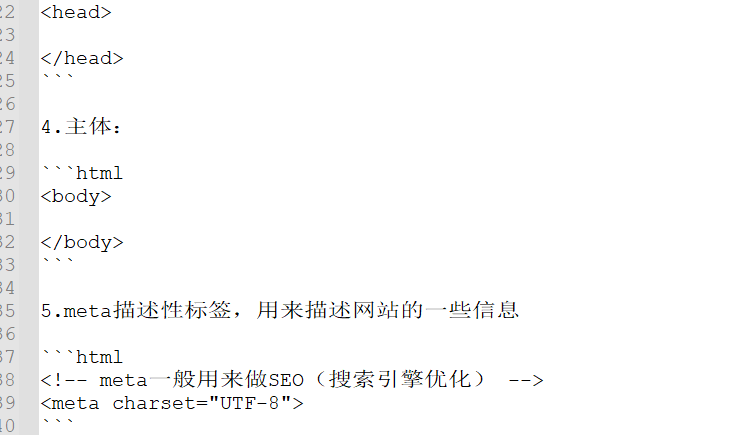 22 <head>
23
24 </head>
25 ```
26
27 4.主体：
28
29 ```html
30 <body>
31
32 </body>
33 ```
34
35 5.meta描述性标签，用来描述网站的一些信息
36
37 ```html
38 <!-- meta一般用来做SEO（搜索引擎优化） -->
39 <meta charset="UTF-8">
40 ```